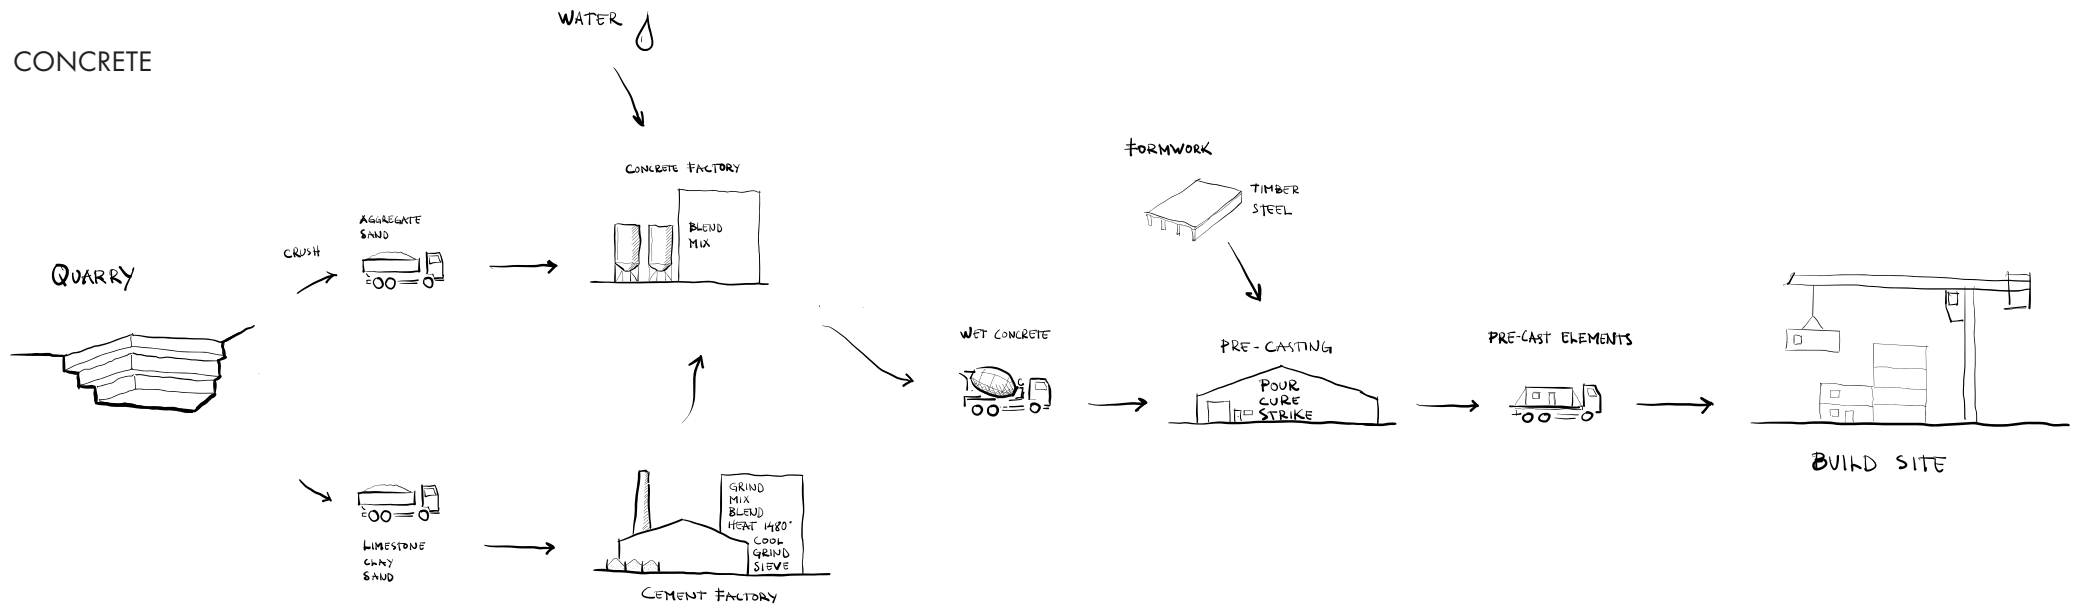 CONCRETE
WATER
QUARRY
CRUSH
AGGREGATE
SAND
CONCRETE FACTORY
BLEND
MIX
LIMESTONE
CLAY
SAND
GRIND
MIX
BLEND
HEAT 1480°
COOL
GRIND
SIEVE
CEMENT FACTORY
WET CONCRETE
FORMWORK
TIMBER
STEEL
PRE-CASTING
POUR
CURE
STRIKE
PRE-CAST ELEMENTS
BUILD SITE